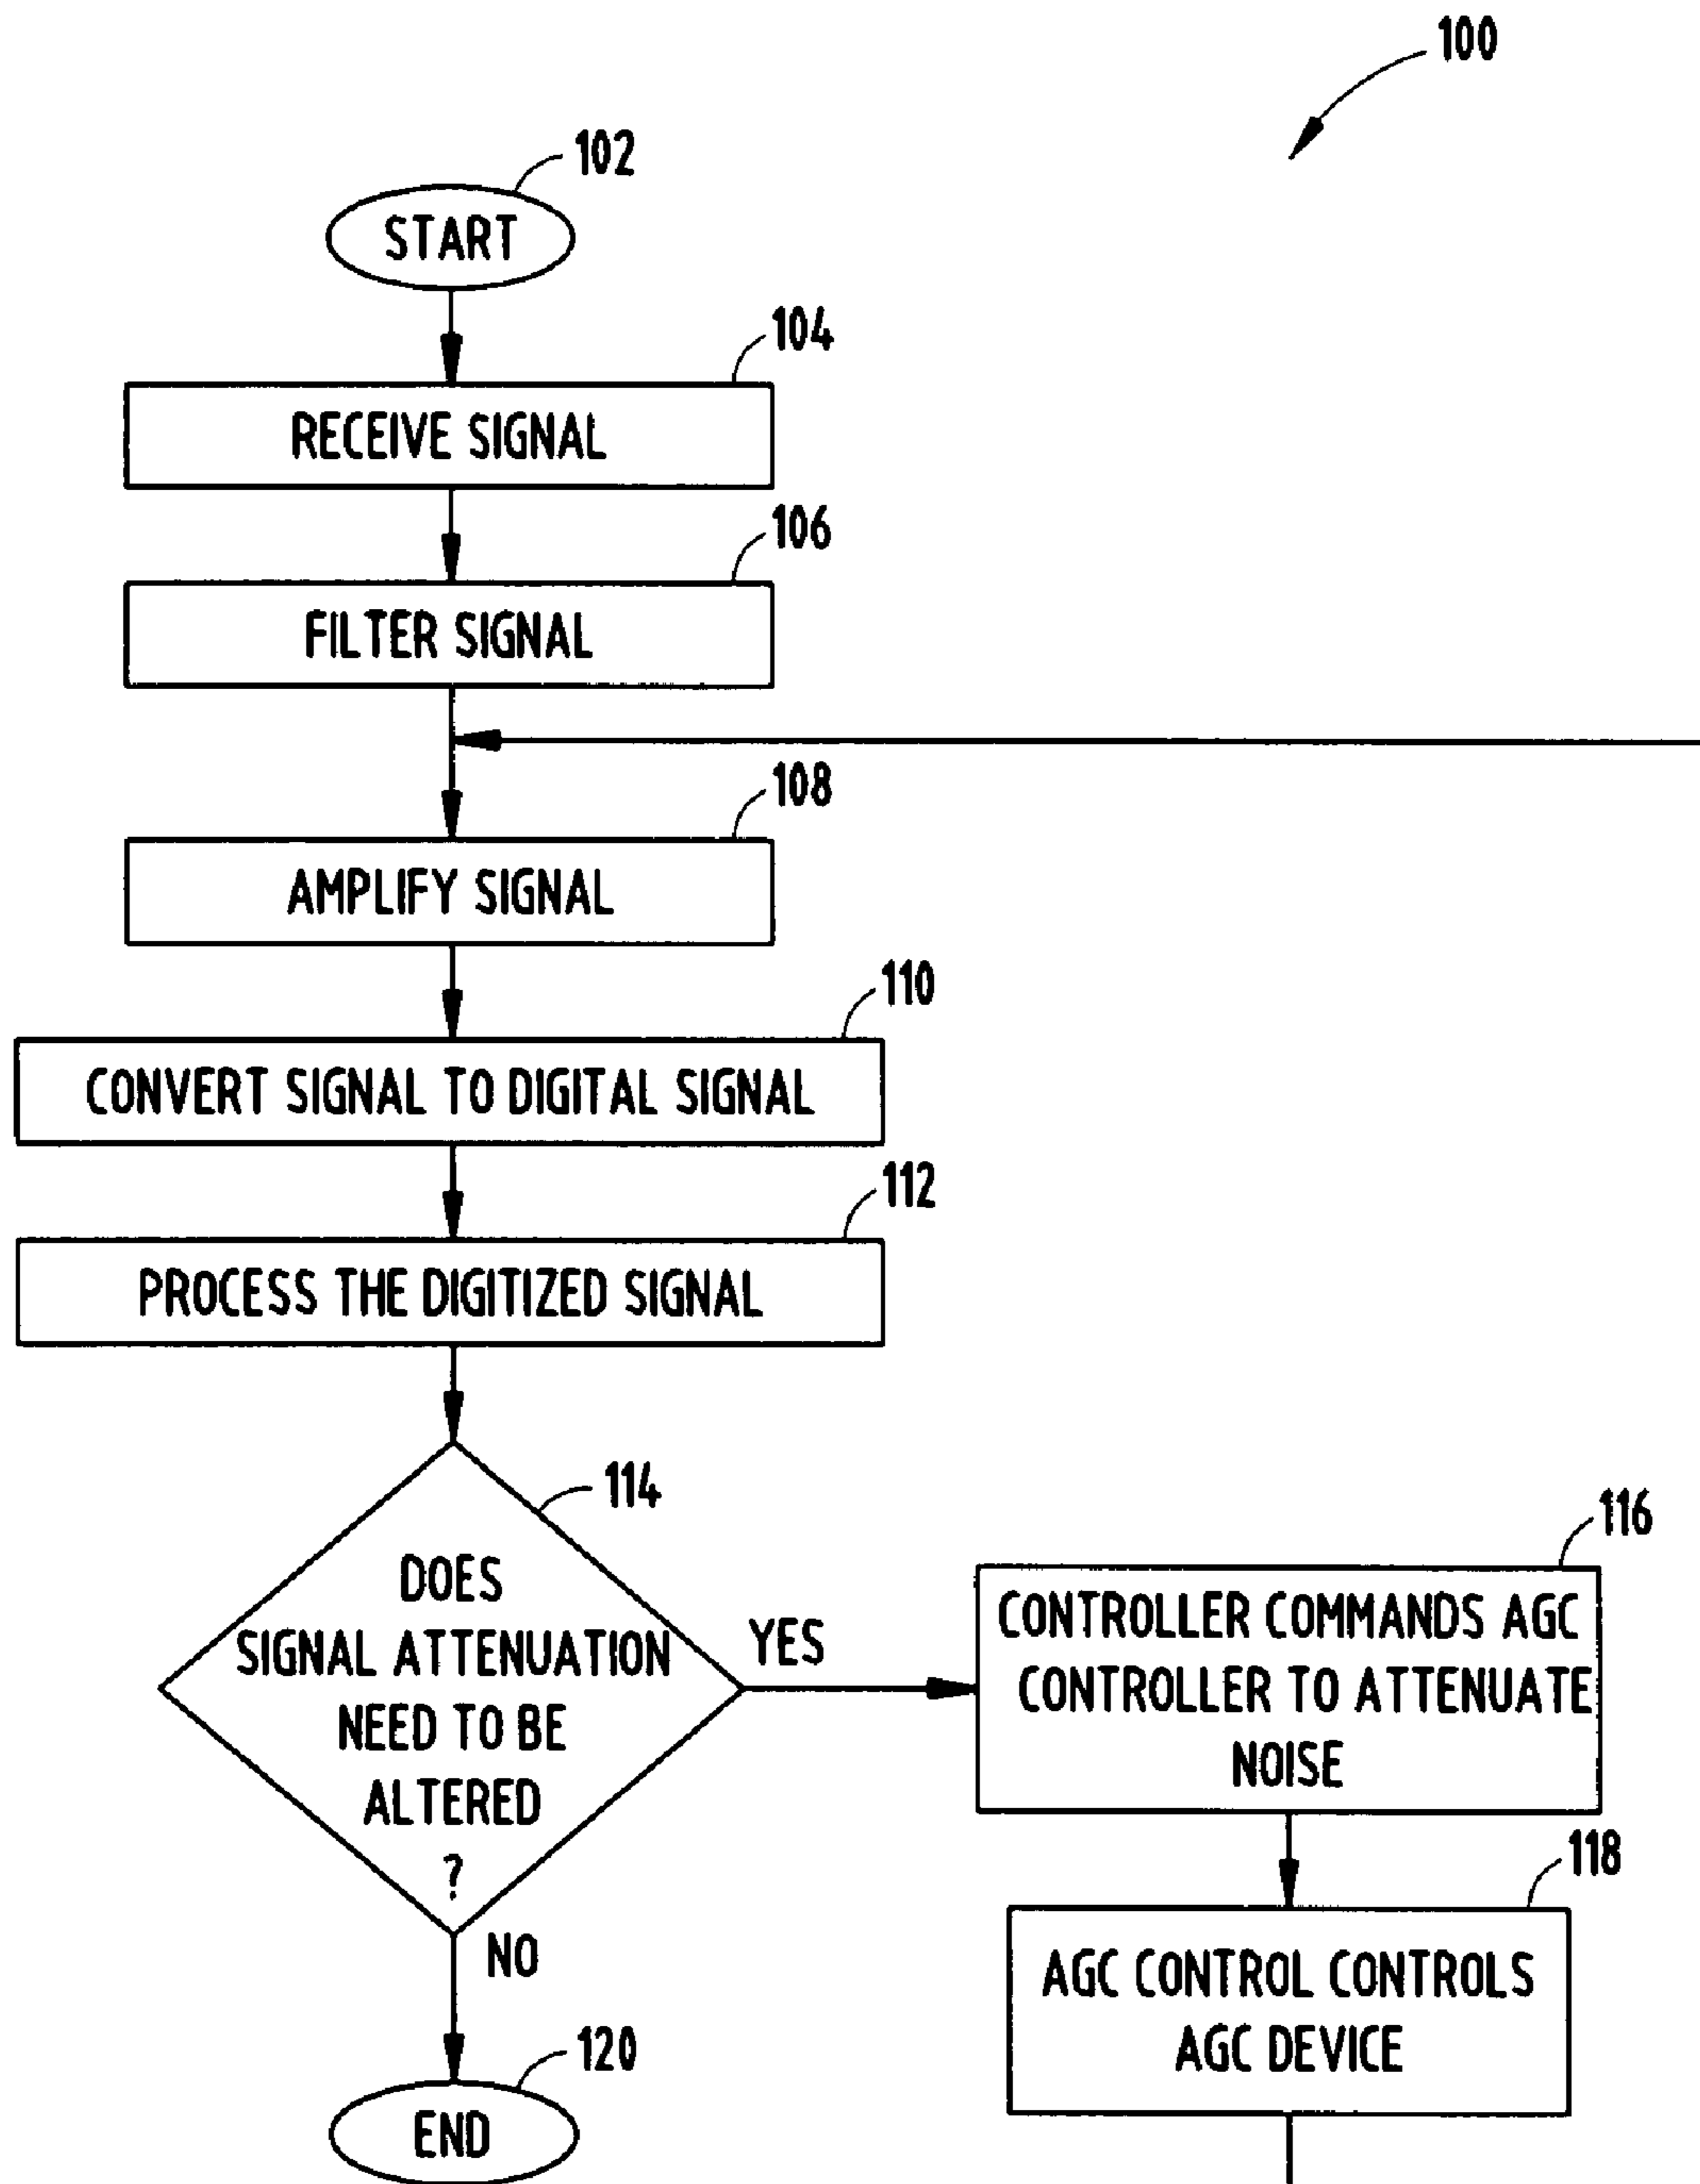 100
102
START
104
RECEIVE SIGNAL
106
FILTER SIGNAL
108
AMPLIFY SIGNAL
110
CONVERT SIGNAL TO DIGITAL SIGNAL
112
PROCESS THE DIGITIZED SIGNAL
114
DOES
SIGNAL ATTENUATION
NEED TO BE
ALTERED
?
YES
116
CONTROLLER COMMANDS AGC
CONTROLLER TO ATTENUATE
NOISE
118
AGC CONTROL CONTROLS
AGC DEVICE
NO
120
END